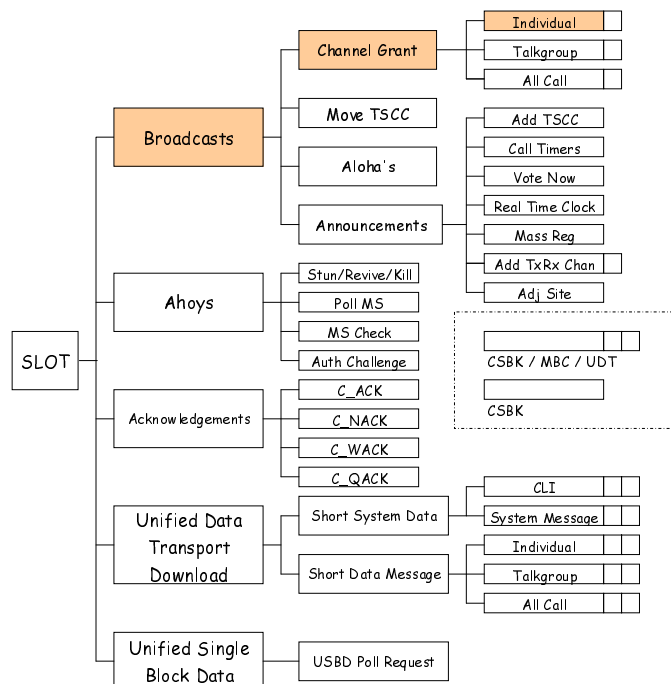 SLOT
Broadcasts
Channel Grant
Individual
Talkgroup
All Call
Move TSCC
Aloha's
Announcements
Add TSCC
Call Timers
Vote Now
Real Time Clock
Mass Reg
Add TxRx Chan
Adj Site
Ahoys
Stun/Revive/Kill
Poll MS
MS Check
Auth Challenge
CSBK / MBC / UDT
CSBK
Acknowledgements
C_ACK
C_NACK
C_WACK
C_QACK
Unified Data
Transport
Download
Short System Data
CLI
System Message
Short Data Message
Individual
Talkgroup
All Call
Unified Single
Block Data
USBD Poll Request